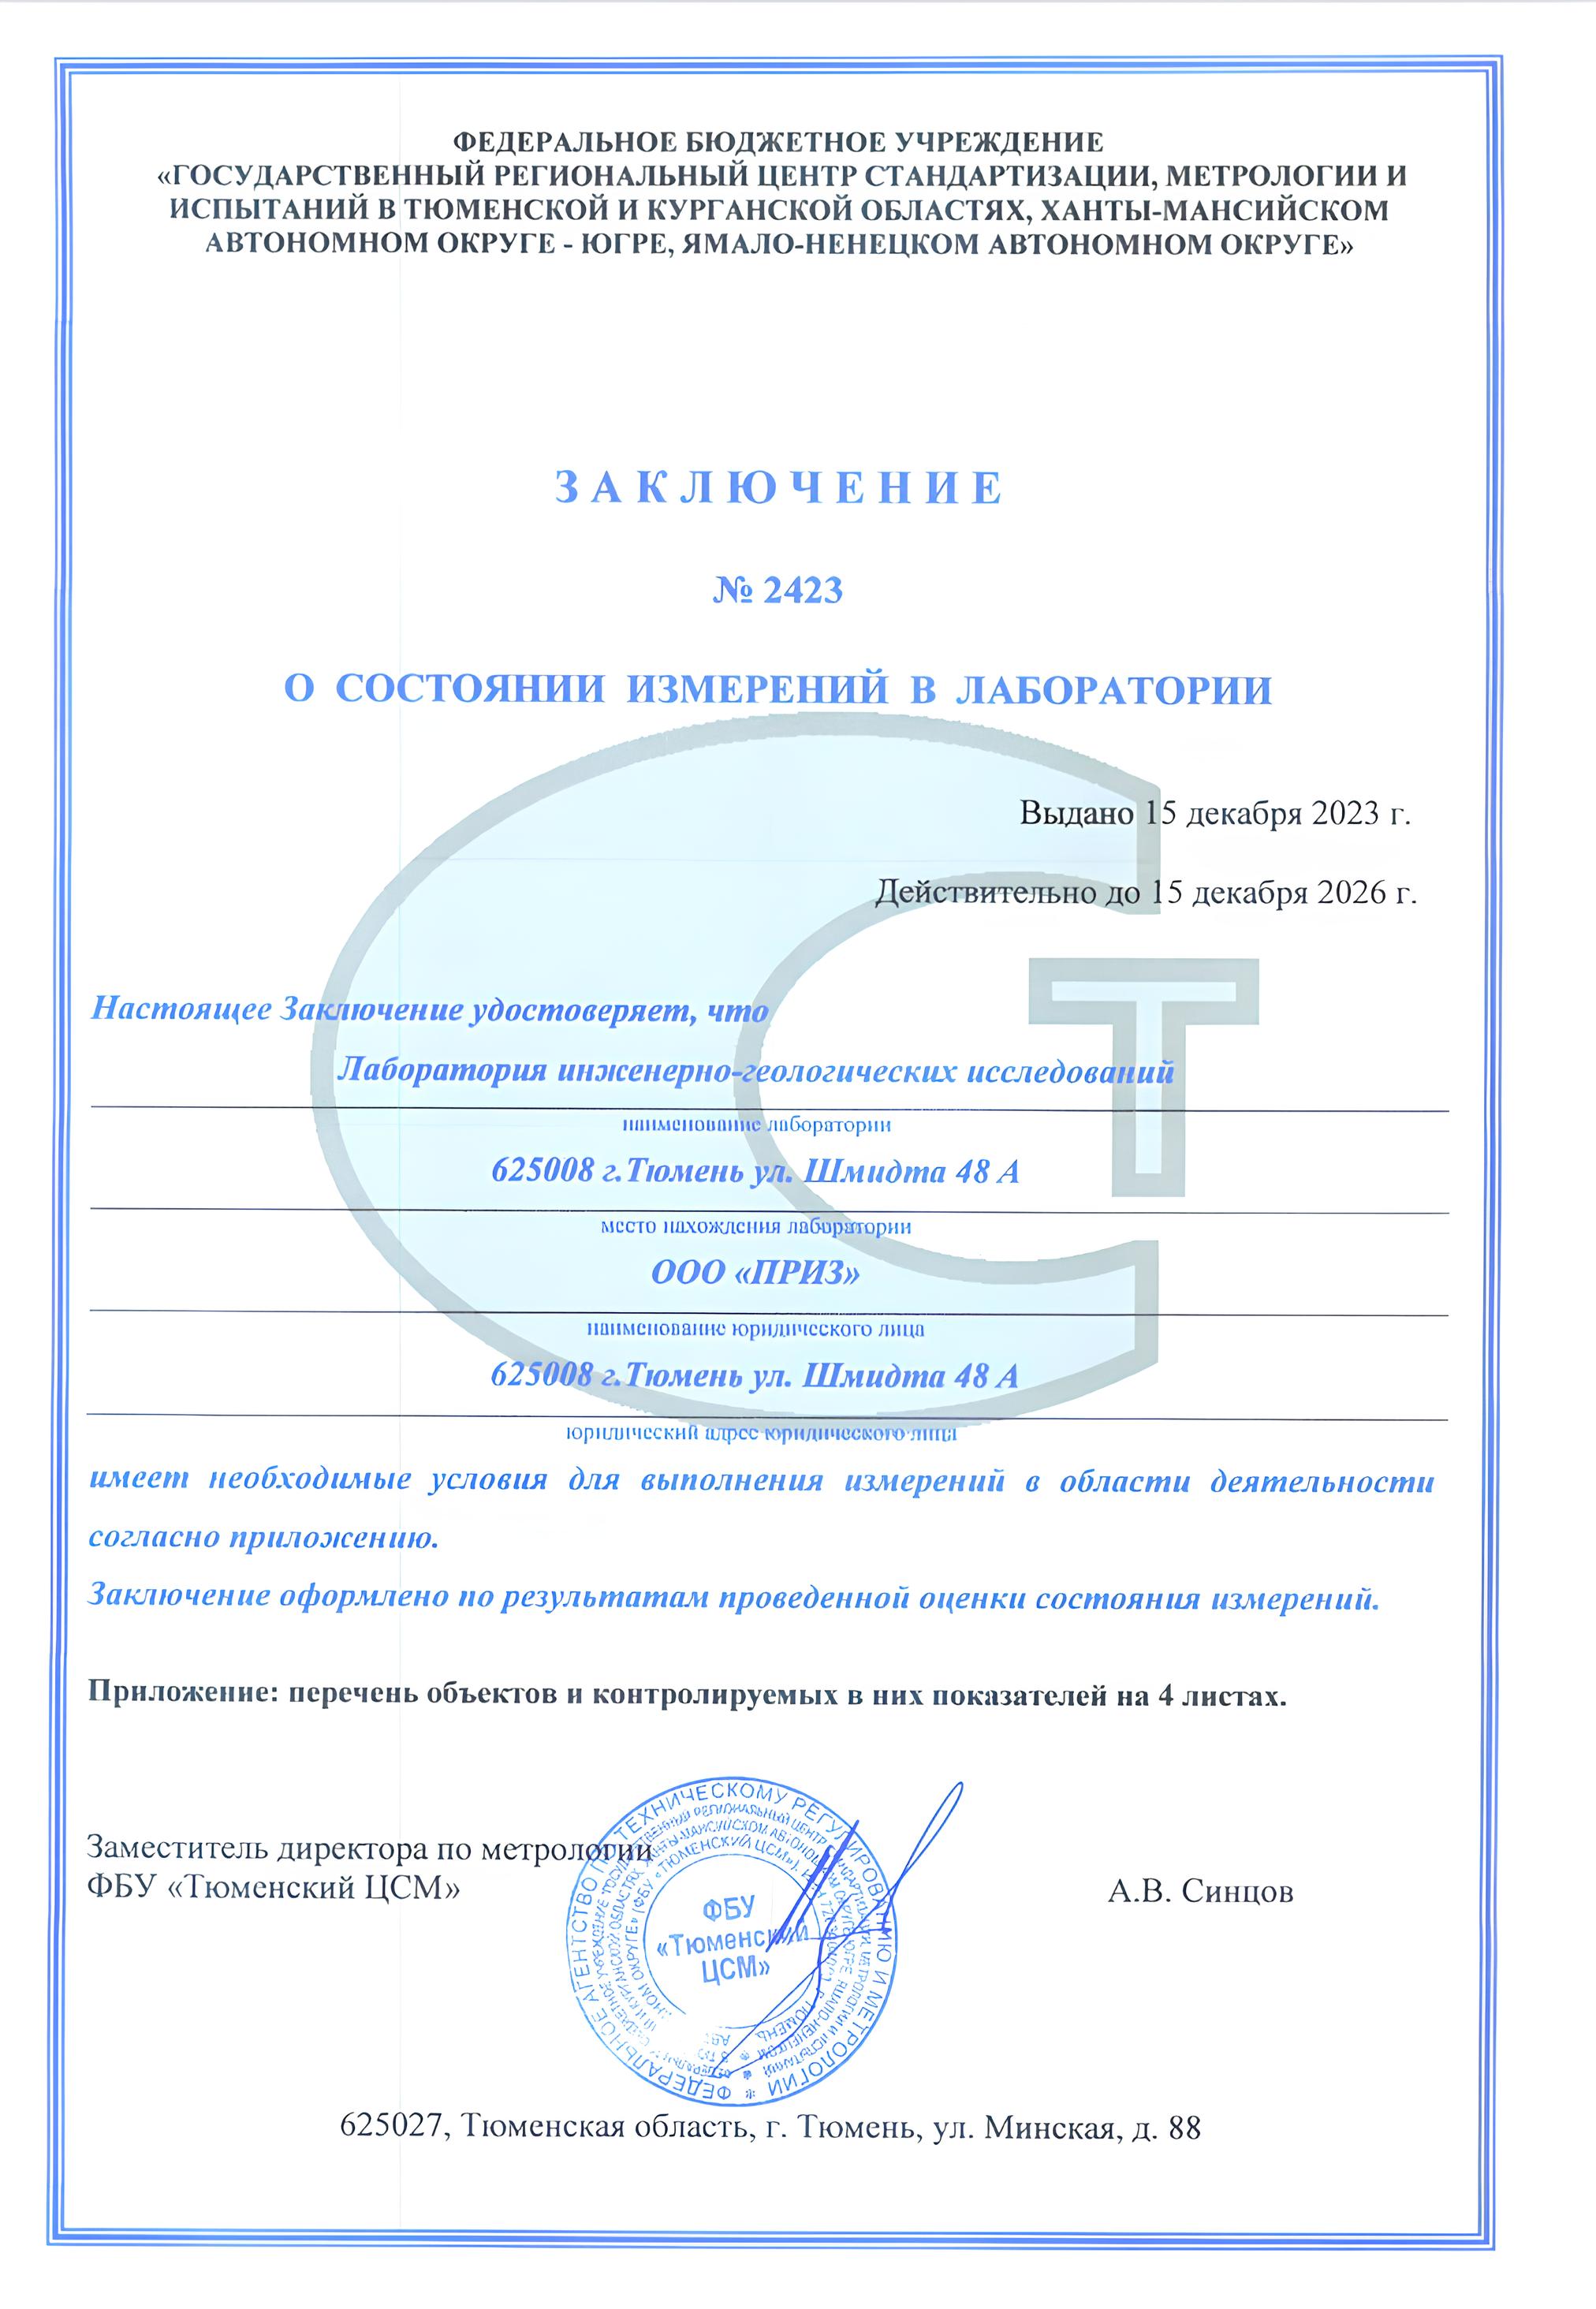 ФЕДЕРАЛЬНОЕ БЮДЖЕТНОЕ УЧРЕЖДЕНИЕ
«ГОСУДАРСТВЕННЫЙ РЕГИОНАЛЬНЫЙ ЦЕНТР СТАНДАРТИЗАЦИИ, МЕТРОЛОГИИ И
ИСПЫТАНИЙ В ТЮМЕНСКОЙ И КУРГАНСКОЙ ОБЛАСТЯХ, ХАНТЫ-МАНСИЙСКОМ
АВТОНОМНОМ ОКРУГЕ - ЮГРЕ, ЯМАЛО-НЕНЕЦКОМ АВТОНОМНОМ ОКРУГЕ»
З А К Л Ю Ч Е Н И Е
№ 2423
О СОСТОЯНИИ ИЗМЕРЕНИЙ В ЛАБОРАТОРИИ
Выдано 15 декабря 2023 г.
Действительно до 15 декабря 2026 г.
Настоящее Заключение удостоверяет, что
Лаборатория инженерно-геологических исследований
наименование лаборатории
625008 г.Тюмень ул. Шмидта 48 А
место нахождения лаборатории
ООО «ПРИЗ»
наименование юридического лица
625008 г.Тюмень ул. Шмидта 48 А
юридический адрес юридического лица
имеет необходимые условия для выполнения измерений в области деятельности
согласно приложению.
Заключение оформлено по результатам проведенной оценки состояния измерений.
Приложение: перечень объектов и контролируемых в них показателей на 4 листах.
Заместитель директора по метрологии
ФБУ «Тюменский ЦСМ»
А.В. Синцов
ФЕДЕРАЛЬНОЕ АГЕНТСТВО ПО ТЕХНИЧЕСКОМУ РЕГУЛИРОВАНИЮ И МЕТРОЛОГИИ
ФБУ
«Тюменский
ЦСМ»
625027, Тюменская область, г. Тюмень, ул. Минская, д. 88